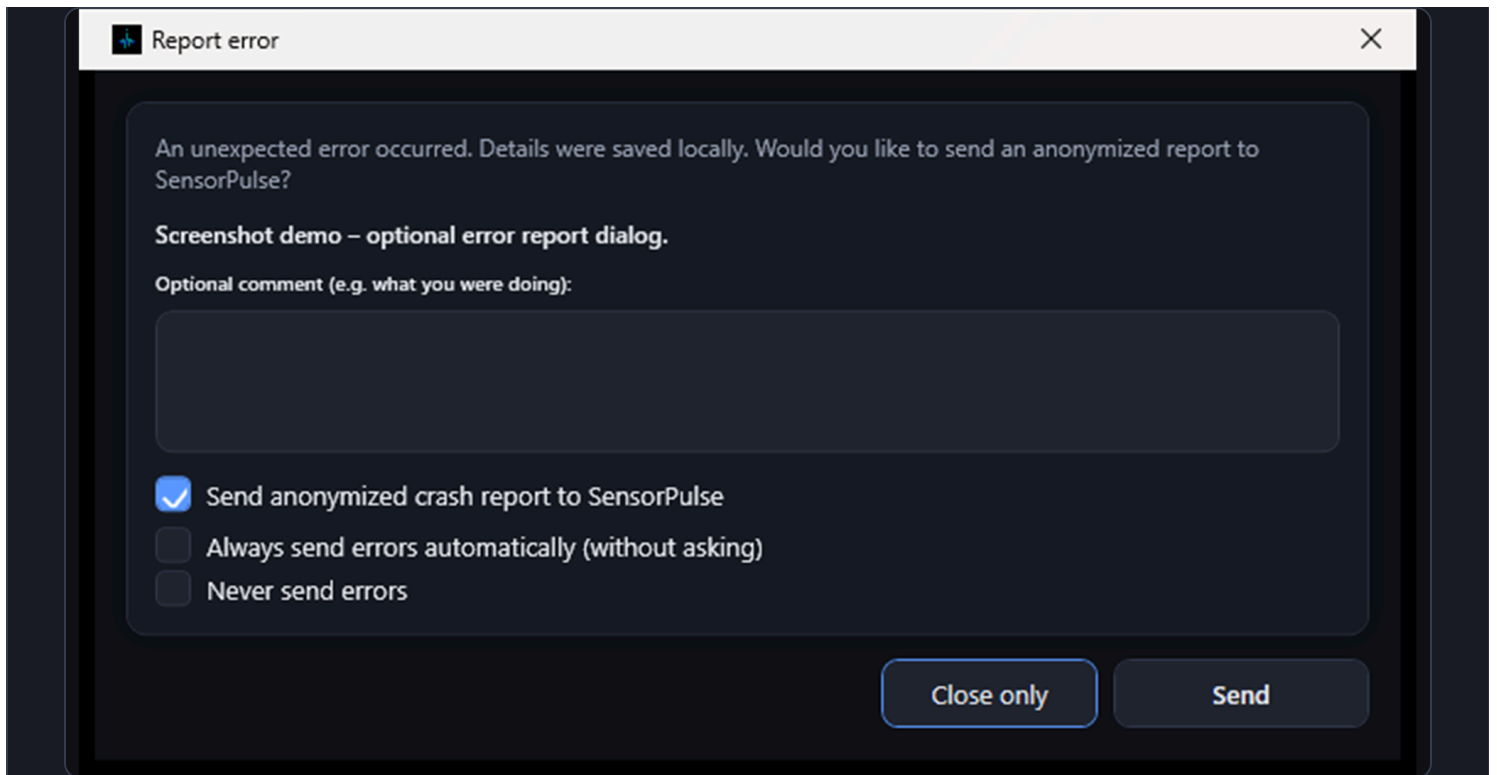 Report error
An unexpected error occurred. Details were saved locally. Would you like to send an anonymized report to
SensorPulse?
Screenshot demo – optional error report dialog.
Optional comment (e.g. what you were doing):
Send anonymized crash report to SensorPulse
Always send errors automatically (without asking)
Never send errors
Close only
Send